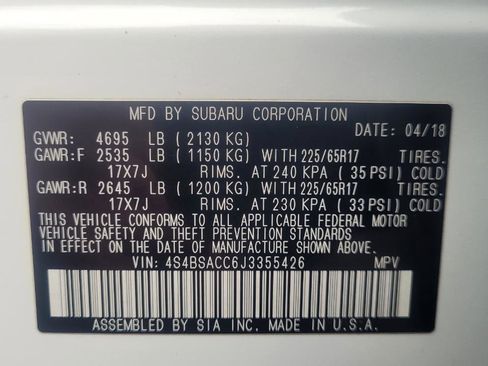 MFD BY SUBARU CORPORATION
DATE: 04/18
GVWR: 4695 LB (2130 KG)
GAWR:F 2535 LB (1150 KG) WITH 225/65R17 TIRES.
17X7J RIMS. AT 240 KPA (35 PSI) COLD
GAWR:R 2645 LB (1200 KG) WITH 225/65R17 TIRES.
17X7J RIMS. AT 230 KPA (33 PSI) COLD
THIS VEHICLE CONFORMS TO ALL APPLICABLE FEDERAL MOTOR
VEHICLE SAFETY AND THEFT PREVENTION STANDARDS
IN EFFECT ON THE DATE OF MANUFACTURE SHOWN ABOVE.
VIN: 4S4BSACC6J3355426 MPV
ASSEMBLED BY SIA INC. MADE IN U.S.A.